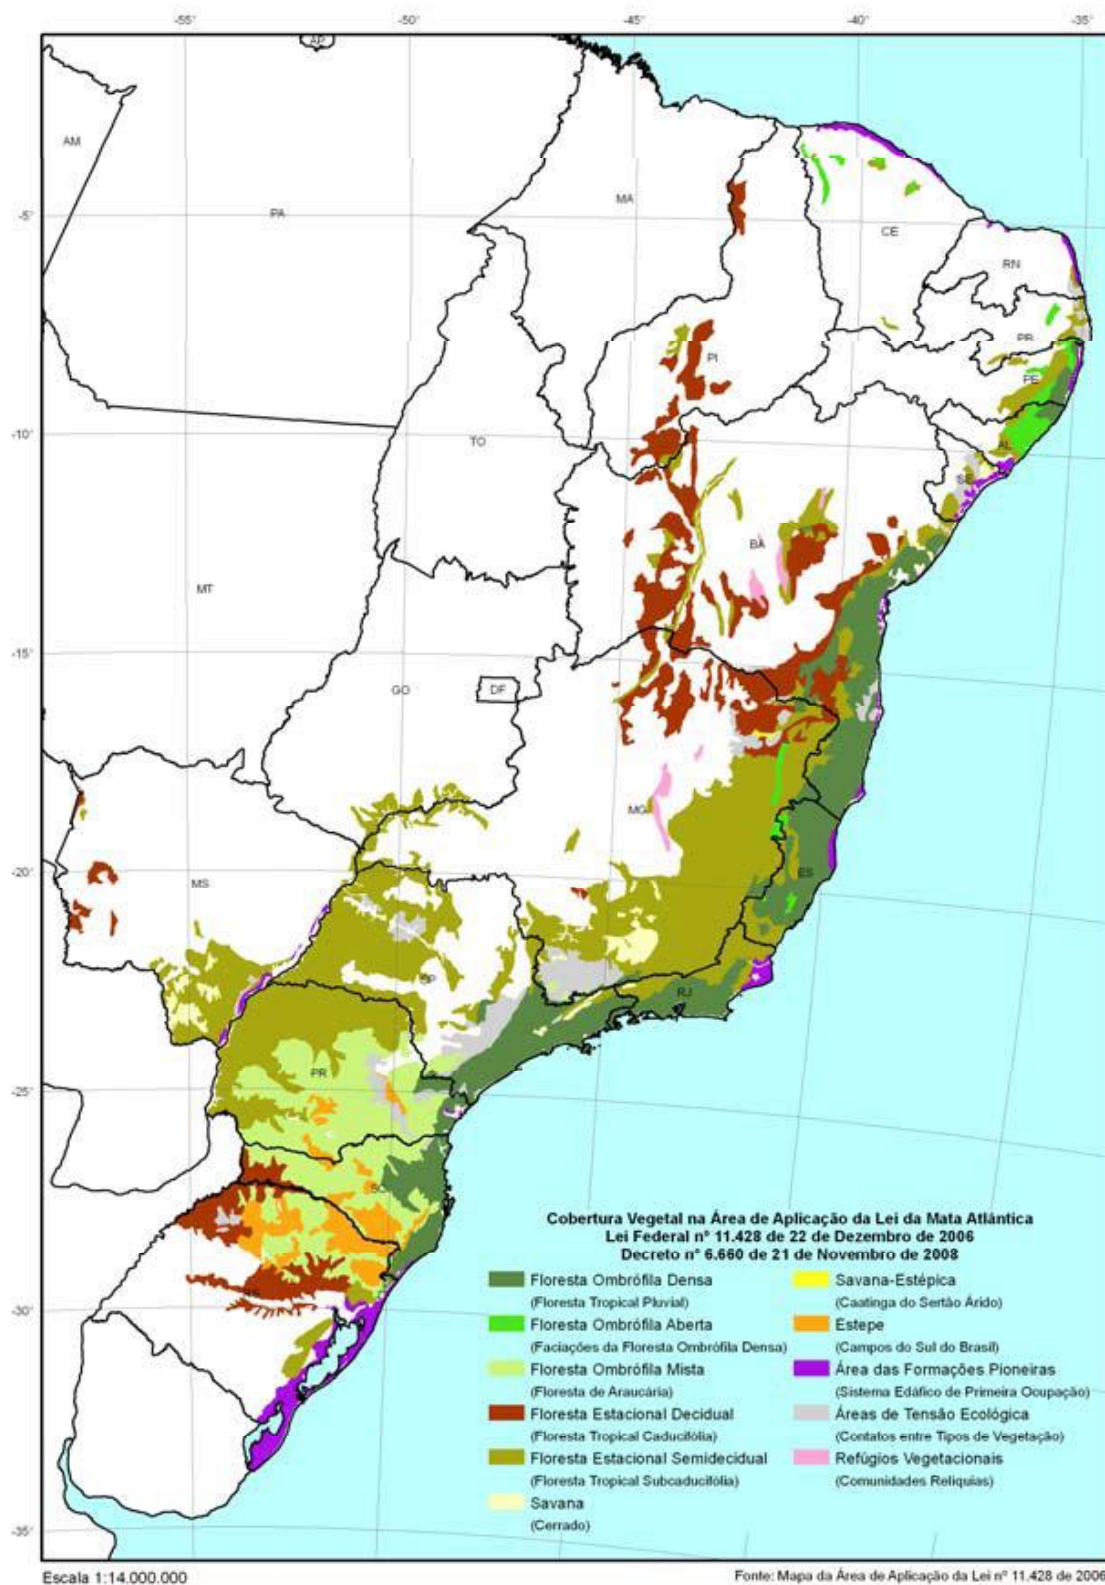 -55°
-50°
-45°
-40°
-35°
AP
AM
PA
MA
-5°
CE
RN
PB
PI
PE
-10°
TO
AL
SE
BA
MT
-15°
GO
DF
MG
-20°
MS
ES
SP
RJ
PR
-25°
SC
RS
-30°
-35°
Cobertura Vegetal na Área de Aplicação da Lei da Mata Atlântica
Lei Federal nº 11.428 de 22 de Dezembro de 2006
Decreto nº 6.660 de 21 de Novembro de 2008
Floresta Ombrófila Densa
(Floresta Tropical Pluvial)
Floresta Ombrófila Aberta
(Faciações da Floresta Ombrófila Densa)
Floresta Ombrófila Mista
(Floresta de Araucária)
Floresta Estacional Decidual
(Floresta Tropical Caducifólia)
Floresta Estacional Semidecidual
(Floresta Tropical Subcaducifólia)
Savana
(Cerrado)
Savana-Estépica
(Caatinga do Sertão Árido)
Estepe
(Campos do Sul do Brasil)
Área das Formações Pioneiras
(Sistema Edáfico de Primeira Ocupação)
Áreas de Tensão Ecológica
(Contatos entre Tipos de Vegetação)
Refúgios Vegetacionais
(Comunidades Relíquias)
Escala 1:14.000.000
Fonte: Mapa da Área de Aplicação da Lei nº 11.428 de 2006